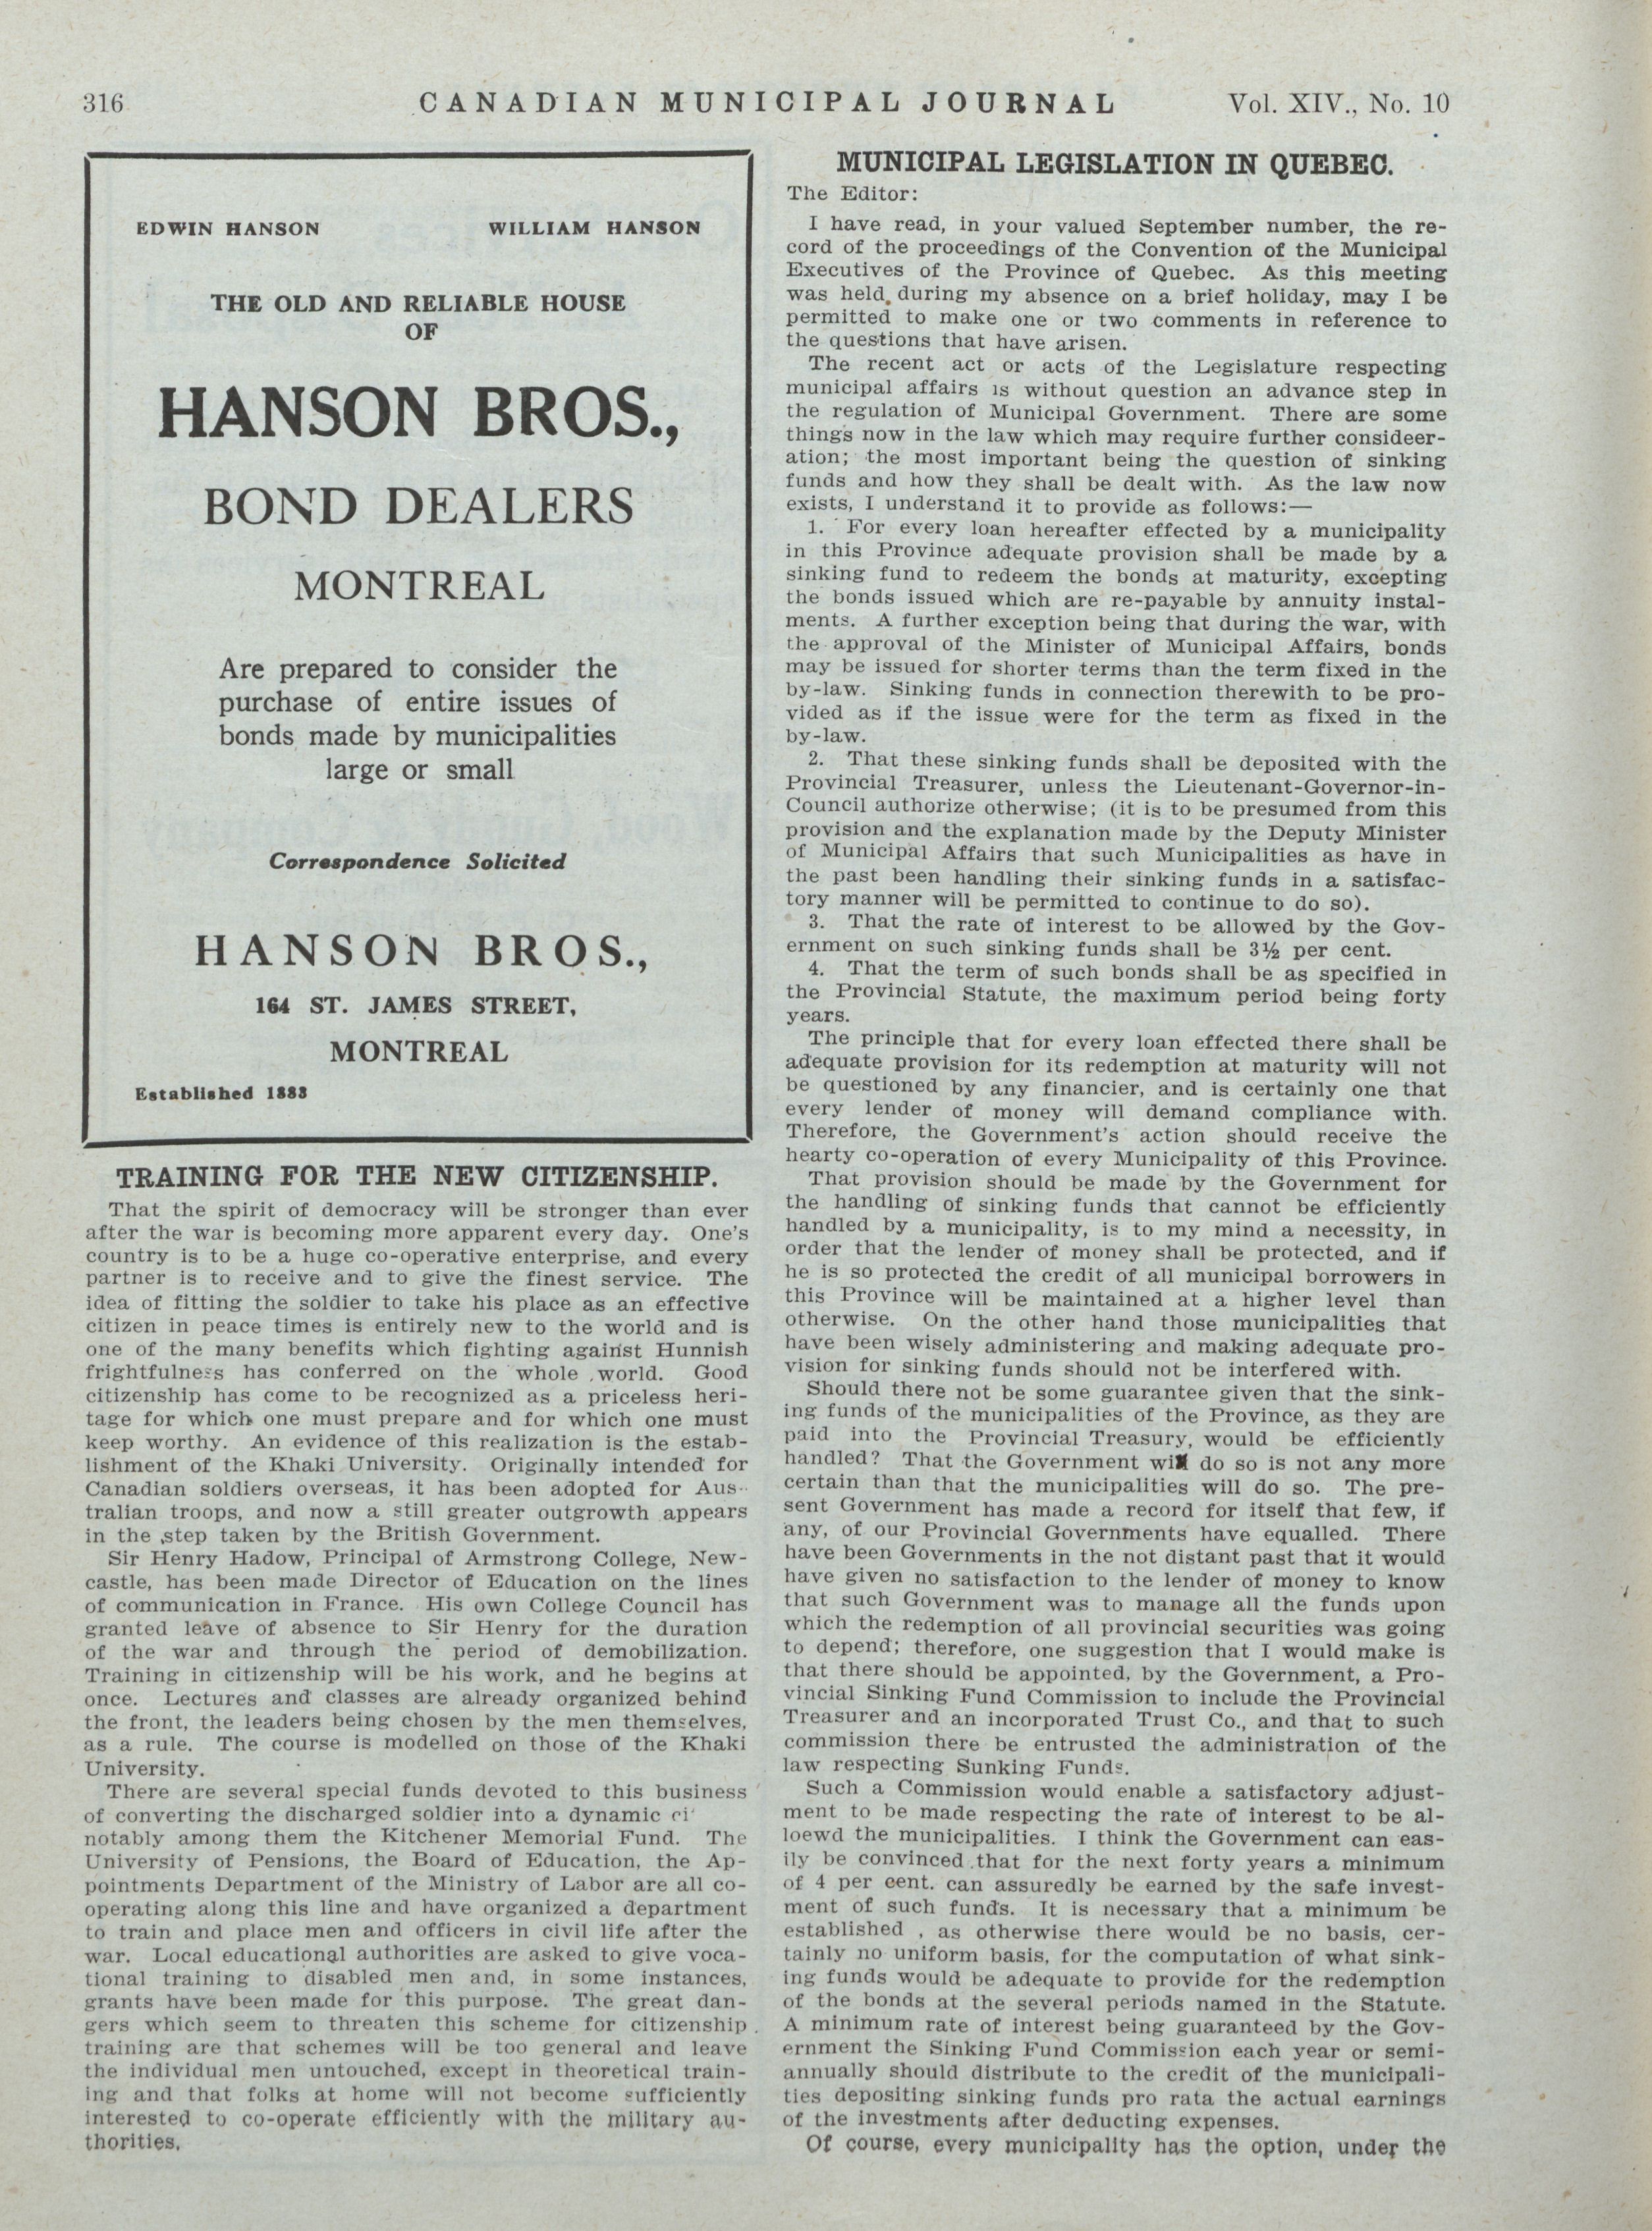 316 CANADIAN MUNICIPAL JOURNAL Vol. XIV., No. 10
EDWIN HANSON WILLIAM HANSON
THE OLD AND RELIABLE HOUSE
OF
HANSON BROS.,
BOND DEALERS
MONTREAL
Are prepared to consider the
purchase of entire issues of
bonds made by municipalities
large or small
Correspondence Solicited
HANSON BROS.,
164 ST. JAMES STREET,
MONTREAL
Established 1883
TRAINING FOR THE NEW CITIZENSHIP.
That the spirit of democracy will be stronger than ever
after the war is becoming more apparent every day. One's
country is to be a huge co-operative enterprise, and every
partner is to receive and to give the finest service. The
idea of fitting the soldier to take his place as an effective
citizen in peace times is entirely new to the world and is
one of the many benefits which fighting against Hunnish
frightfulness has conferred on the whole world. Good
citizenship has come to be recognized as a priceless heri-
tage for which one must prepare and for which one must
keep worthy. An evidence of this realization is the estab-
lishment of the Khaki University. Originally intended for
Canadian soldiers overseas, it has been adopted for Aus-
tralian troops, and now a still greater outgrowth appears
in the step taken by the British Government.
Sir Henry Hadow, Principal of Armstrong College, New-
castle, has been made Director of Education on the lines
of communication in France. His own College Council has
granted leave of absence to Sir Henry for the duration
of the war and through the period of demobilization.
Training in citizenship will be his work, and he begins at
once. Lectures and classes are already organized behind
the front, the leaders being chosen by the men themselves,
as a rule. The course is modelled on those of the Khaki
University.
There are several special funds devoted to this business
of converting the discharged soldier into a dynamic
notably among them the Kitchener Memorial Fund. The
University of Pensions, the Board of Education, the Ap-
pointments Department of the Ministry of Labor are all co-
operating along this line and have organized a department
to train and place men and officers in civil life after the
war. Local educational authorities are asked to give voca-
tional training to disabled men and, in some instances,
grants have been made for this purpose. The great dan-
gers which seem to threaten this scheme for citizenship
training are that schemes will be too general and leave
the individual men untouched, except in theoretical train-
ing and that folks at home will not become sufficiently
interested to co-operate efficiently with the military au-
thorities.
MUNICIPAL LEGISLATION IN QUEBEC.
The Editor:
I have read, in your valued September number, the re-
cord of the proceedings of the Convention of the Municipal
Executives of the Province of Quebec. As this meeting
was held during my absence on a brief holiday, may I be
permitted to make one or two comments in reference to
the questions that have arisen.
The recent act or acts of the Legislature respecting
municipal affairs is without question an advance step in
the regulation of Municipal Government. There are some
things now in the law which may require further consideer-
ation; the most important being the question of sinking
funds and how they shall be dealt with. As the law now
exists, I understand it to provide as follows:—
1. For every loan hereafter effected by a municipality
in this Province adequate provision shall be made by a
sinking fund to redeem the bonds at maturity, excepting
the bonds issued which are re-payable by annuity instal-
ments. A further exception being that during the war, with
the approval of the Minister of Municipal Affairs, bonds
may be issued for shorter terms than the term fixed in the
by-law. Sinking funds in connection therewith to be pro-
vided as if the issue were for the term as fixed in the
by-law.
2. That these sinking funds shall be deposited with the
Provincial Treasurer, unless the Lieutenant-Governor-in-
Council authorize otherwise; (it is to be presumed from this
provision and the explanation made by the Deputy Minister
of Municipal Affairs that such Municipalities as have in
the past been handling their sinking funds in a satisfac-
tory manner will be permitted to continue to do so).
3. That the rate of interest to be allowed by the Gov-
ernment on such sinking funds shall be 3½ per cent.
4. That the term of such bonds shall be as specified in
the Provincial Statute, the maximum period being forty
years.
The principle that for every loan effected there shall be
adequate provision for its redemption at maturity will not
be questioned by any financier, and is certainly one that
every lender of money will demand compliance with.
Therefore, the Government's action should receive the
hearty co-operation of every Municipality of this Province.
That provision should be made by the Government for
the handling of sinking funds that cannot be efficiently
handled by a municipality, is to my mind a necessity, in
order that the lender of money shall be protected, and if
he is so protected the credit of all municipal borrowers in
this Province will be maintained at a higher level than
otherwise. On the other hand those municipalities that
have been wisely administering and making adequate pro-
vision for sinking funds should not be interfered with.
Should there not be some guarantee given that the sink-
ing funds of the municipalities of the Province, as they are
paid into the Provincial Treasury, would be efficiently
handled? That the Government will do so is not any more
certain than that the municipalities will do so. The pre-
sent Government has made a record for itself that few, if
any, of our Provincial Governments have equalled. There
have been Governments in the not distant past that it would
have given no satisfaction to the lender of money to know
that such Government was to manage all the funds upon
which the redemption of all provincial securities was going
to depend; therefore, one suggestion that I would make is
that there should be appointed, by the Government, a Pro-
vincial Sinking Fund Commission to include the Provincial
Treasurer and an incorporated Trust Co., and that to such
commission there be entrusted the administration of the
law respecting Sunking Funds.
Such a Commission would enable a satisfactory adjust-
ment to be made respecting the rate of interest to be al-
loewd the municipalities. I think the Government can eas-
ily be convinced that for the next forty years a minimum
of 4 per cent. can assuredly be earned by the safe invest-
ment of such funds. It is necessary that a minimum be
established , as otherwise there would be no basis, cer-
tainly no uniform basis, for the computation of what sink-
ing funds would be adequate to provide for the redemption
of the bonds at the several periods named in the Statute.
A minimum rate of interest being guaranteed by the Gov-
ernment the Sinking Fund Commission each year or semi-
annually should distribute to the credit of the municipali-
ties depositing sinking funds pro rata the actual earnings
of the investments after deducting expenses.
Of course, every municipality has the option, under the